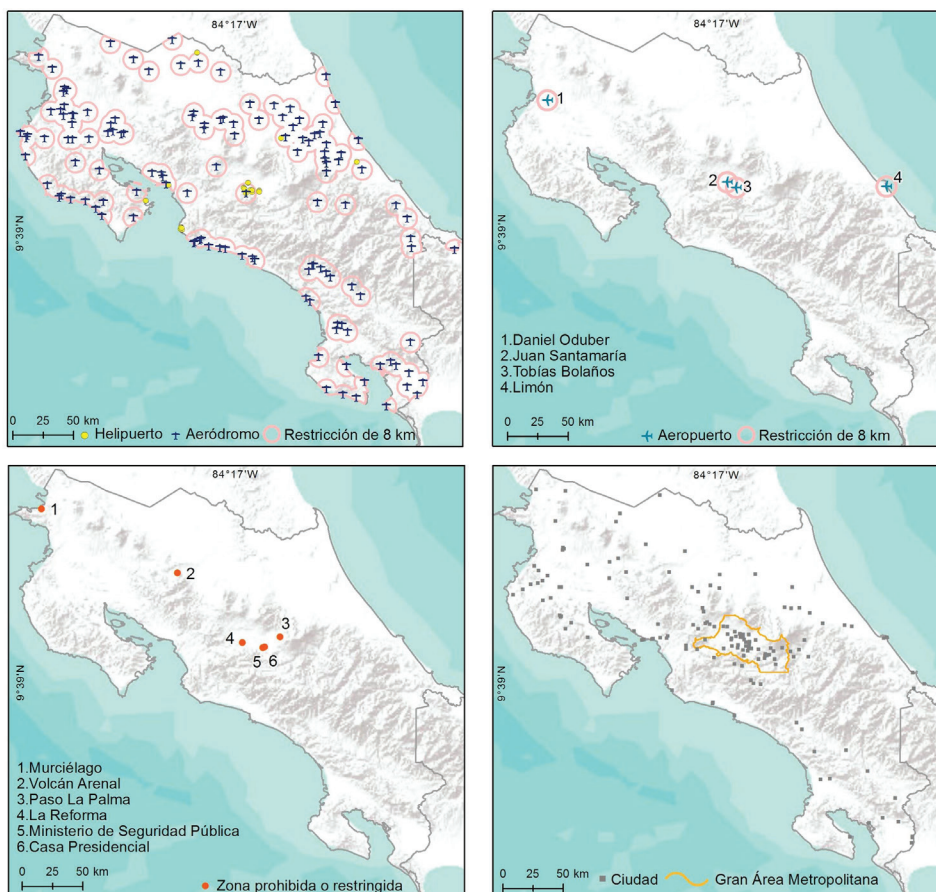 84°17'W
9°39'N
0 25 50 km
Helipuerto Aeródromo Restricción de 8 km
84°17'W
1
2
3
4
9°39'N
1.Daniel Oduber
2.Juan Santamaría
3.Tobías Bolaños
4.Limón
0 25 50 km
Aeropuerto Restricción de 8 km
84°17'W
1
2
3
4
5 6
9°39'N
1.Murciélago
2.Volcán Arenal
3.Paso La Palma
4.La Reforma
5.Ministerio de Seguridad Pública
6.Casa Presidencial
0 25 50 km
Zona prohibida o restringida
84°17'W
9°39'N
0 25 50 km
Ciudad Gran Área Metropolitana